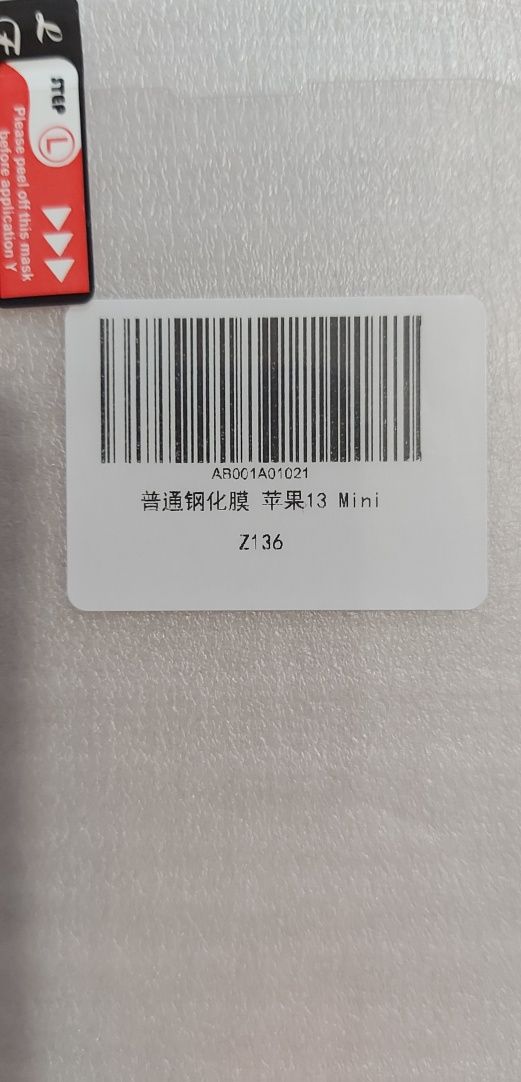 STEP
Please peel off this mask
before application Y
AB001A01021
普通钢化膜 苹果13 Mini
Z136